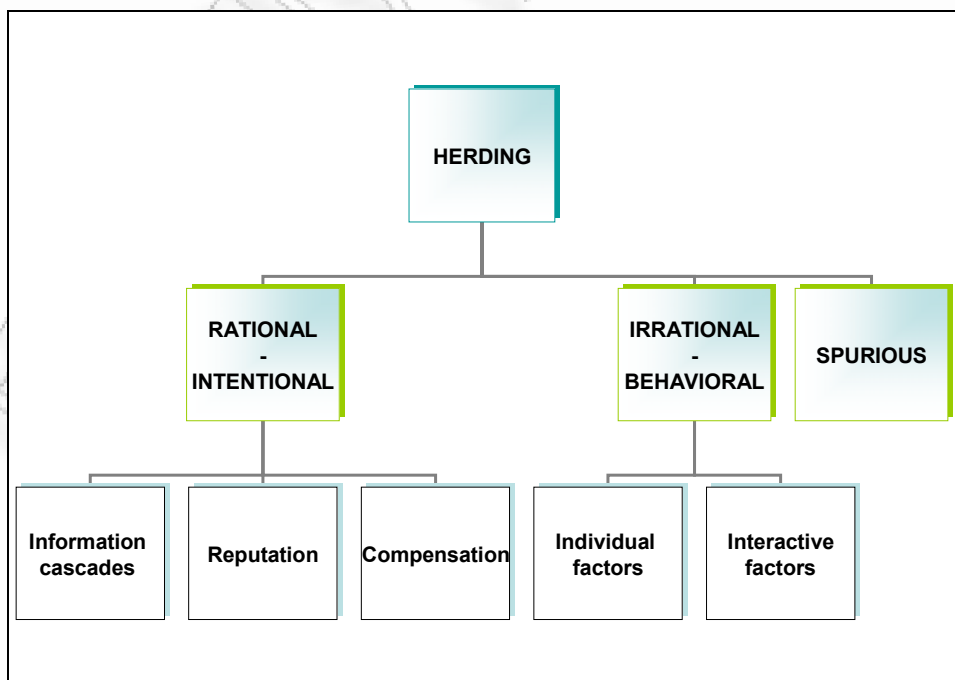 HERDING
RATIONAL
-
INTENTIONAL
IRRATIONAL
-
BEHAVIORAL
SPURIOUS
Information
cascades
Reputation
Compensation
Individual
factors
Interactive
factors